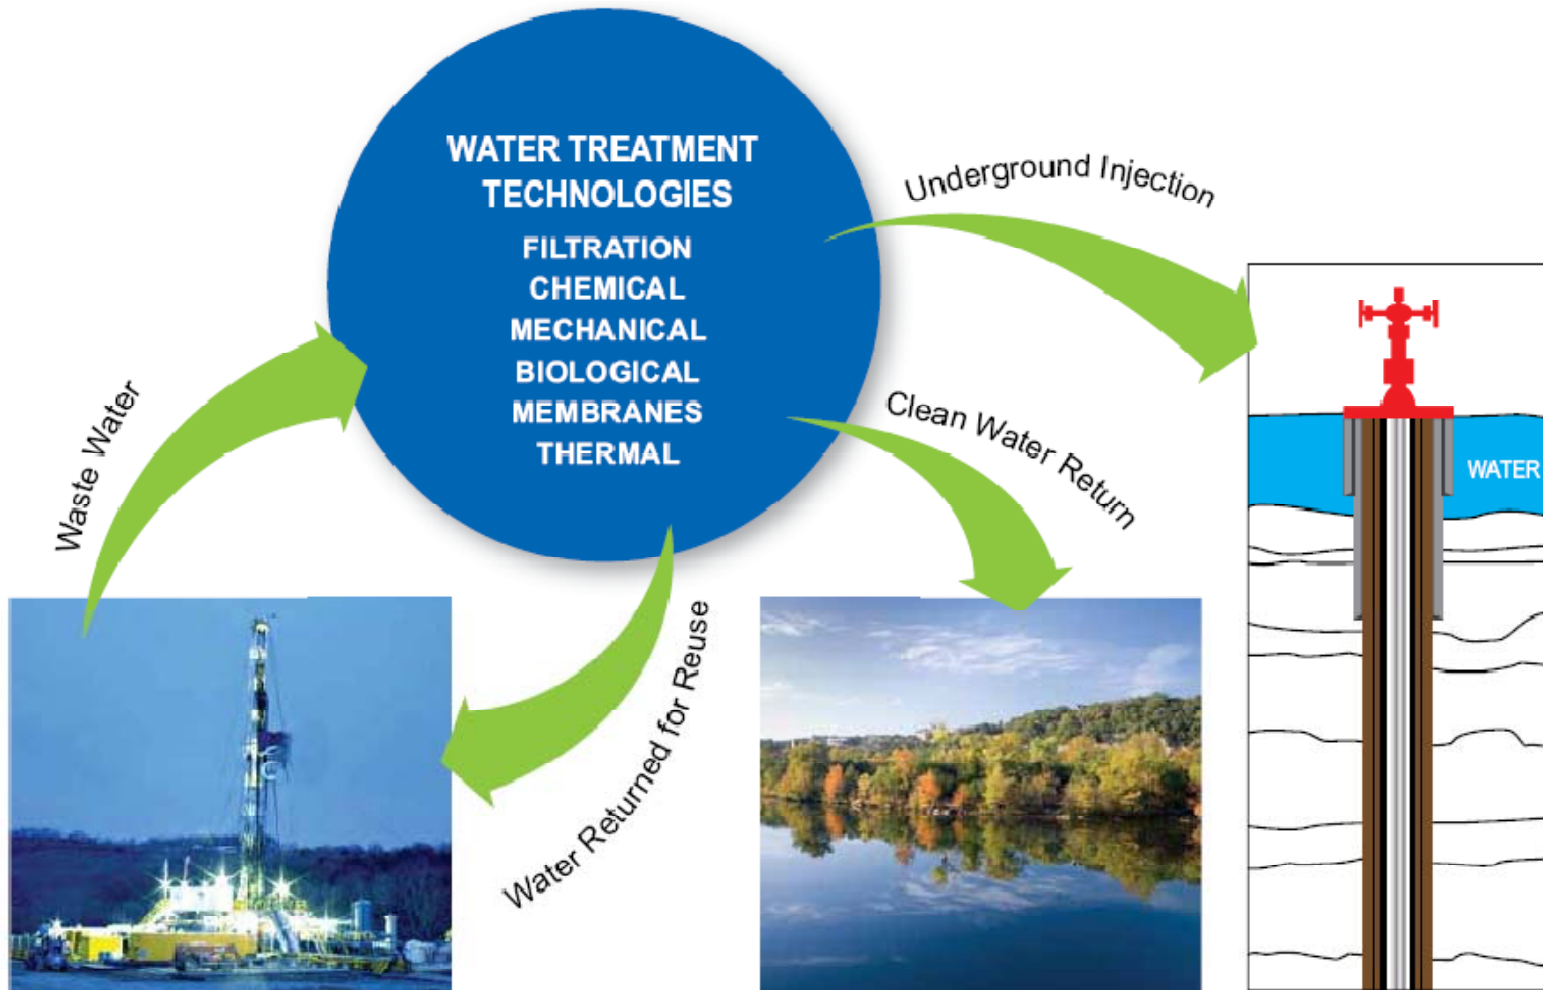 WATER TREATMENT
TECHNOLOGIES
FILTRATION
CHEMICAL
MECHANICAL
BIOLOGICAL
MEMBRANES
THERMAL
Underground Injection
Clean Water Return
Waste Water
Water Returned for Reuse
WATER